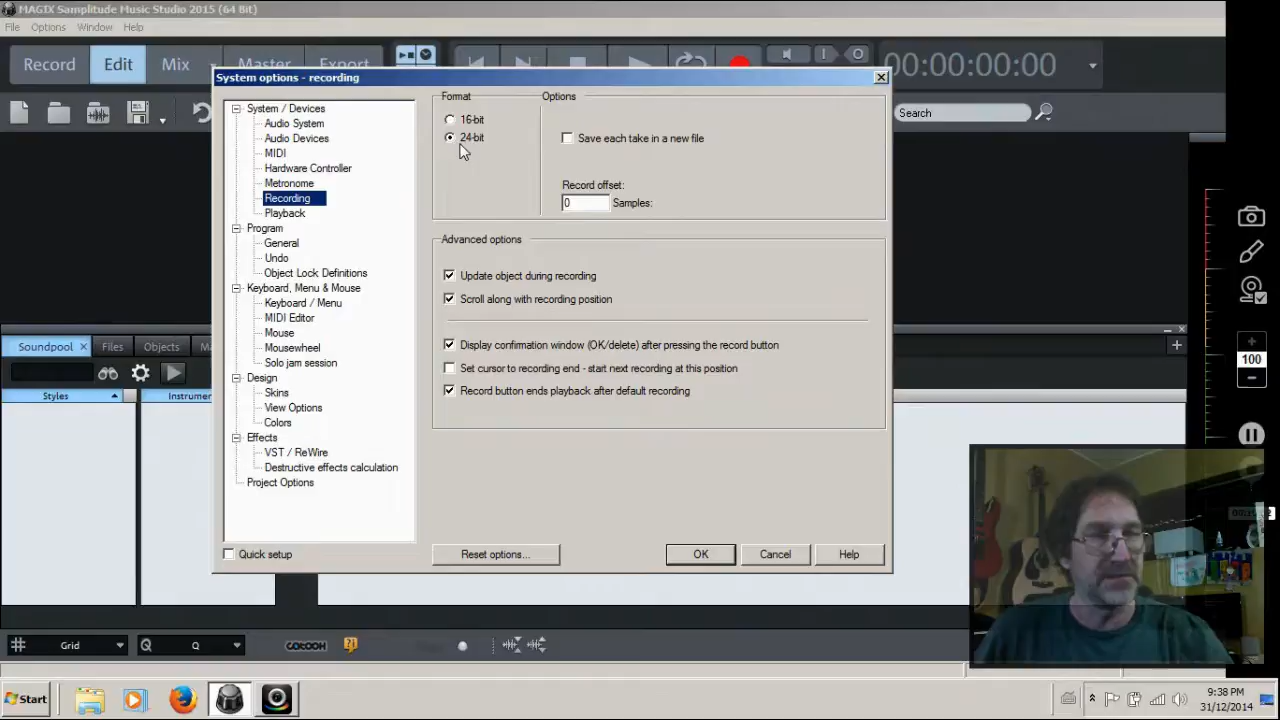 MAGIX Samplitude Music Studio 2015 (64 Bit)
File Options Window Help
Record Edit Mix Master Export
00:00:00:00
System options - recording
Search
System / Devices
Audio System
Audio Devices
MIDI
Hardware Controller
Metronome
Recording
Playback
Program
General
Undo
Object Lock Definitions
Keyboard, Menu & Mouse
Keyboard / Menu
MIDI Editor
Mouse
Mousewheel
Solo jam session
Design
Skins
View Options
Colors
Effects
VST / ReWire
Destructive effects calculation
Project Options
Quick setup
Format
16-bit
24-bit
Options
Save each take in a new file
Record offset:
0 Samples:
Advanced options
Update object during recording
Scroll along with recording position
Display confirmation window (OK/delete) after pressing the record button
Set cursor to recording end - start next recording at this position
Record button ends playback after default recording
Reset options... OK Cancel Help
Soundpool Files Objects
Styles
100
Grid Q Q
Start
9:38 PM
31/12/2014